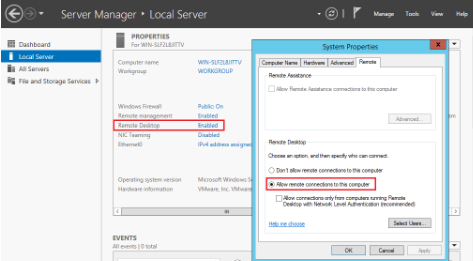 Server Manager • Local Server
Manage Tools View Help
Dashboard
Local Server
All Servers
File and Storage Services
PROPERTIES
For WIN-SLF2L8JITTV
Computer name WIN-SLF2L8JITTV
Workgroup WORKGROUP
Windows Firewall Public: On
Remote management Enabled
Remote Desktop Enabled
NIC Teaming Disabled
Ethernet0 IPv4 address assigned
Operating system version Microsoft Windows S
Hardware information VMware, Inc. VMware
EVENTS
All events | 0 total
System Properties
Computer Name Hardware Advanced Remote
Remote Assistance
Allow Remote Assistance connections to this computer
Advanced...
Remote Desktop
Choose an option, and then specify who can connect.
Don't allow remote connections to this computer
Allow remote connections to this computer
Allow connections only from computers running Remote
Desktop with Network Level Authentication (recommended)
Help me choose
Select Users...
OK Cancel Apply